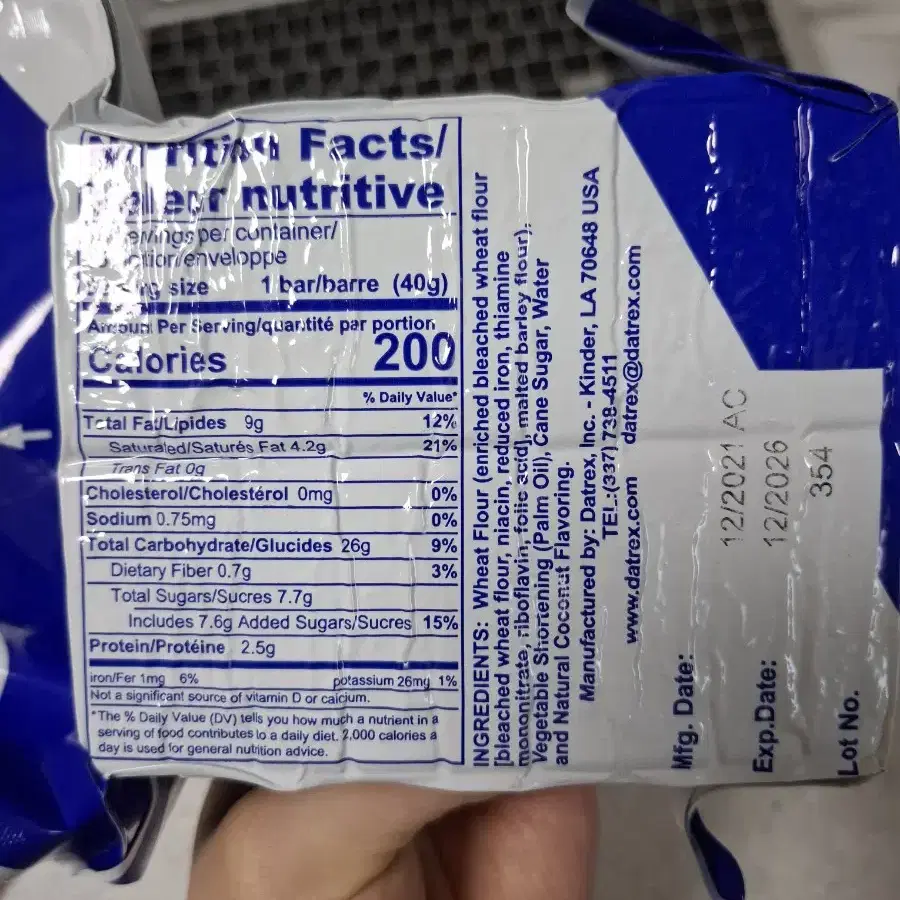 Facts/
nutritive
per container/
enveloppe
size 1 bar/barre (40g)
Amount Per Serving/quantité par portion
Calories 200
% Daily Value*
Total Fat/Lipides 9g 12%
Saturated/Saturés Fat 4.2g 21%
Trans Fat 0g
Cholesterol/Cholestérol 0mg 0%
Sodium 0.75mg 0%
Total Carbohydrate/Glucides 26g 9%
Dietary Fiber 0.7g 3%
Total Sugars/Sucres 7.7g
Includes 7.6g Added Sugars/Sucres 15%
Protein/Protéine 2.5g
iron/Fer 1mg 6% potassium 26mg 1%
Not a significant source of vitamin D or calcium.
*The % Daily Value (DV) tells you how much a nutrient in a
serving of food contributes to a daily diet. 2,000 calories a
day is used for general nutrition advice.
INGREDIENTS: Wheat Flour (enriched bleached wheat flour
[bleached wheat flour, niacin, reduced iron, thiamine
mononitrate, riboflavin, folic acid], malted barley flour),
Vegetable Shortening (Palm Oil), Cane Sugar, Water
and Natural Coconut Flavoring.
Manufactured by: Datrex, Inc. - Kinder, LA 70648 USA
TEL.:(337) 738-4511
www.datrex.com datrex@datrex.com
Mfg. Date: 12/2021 AC
Exp.Date: 12/2026
Lot No. 354